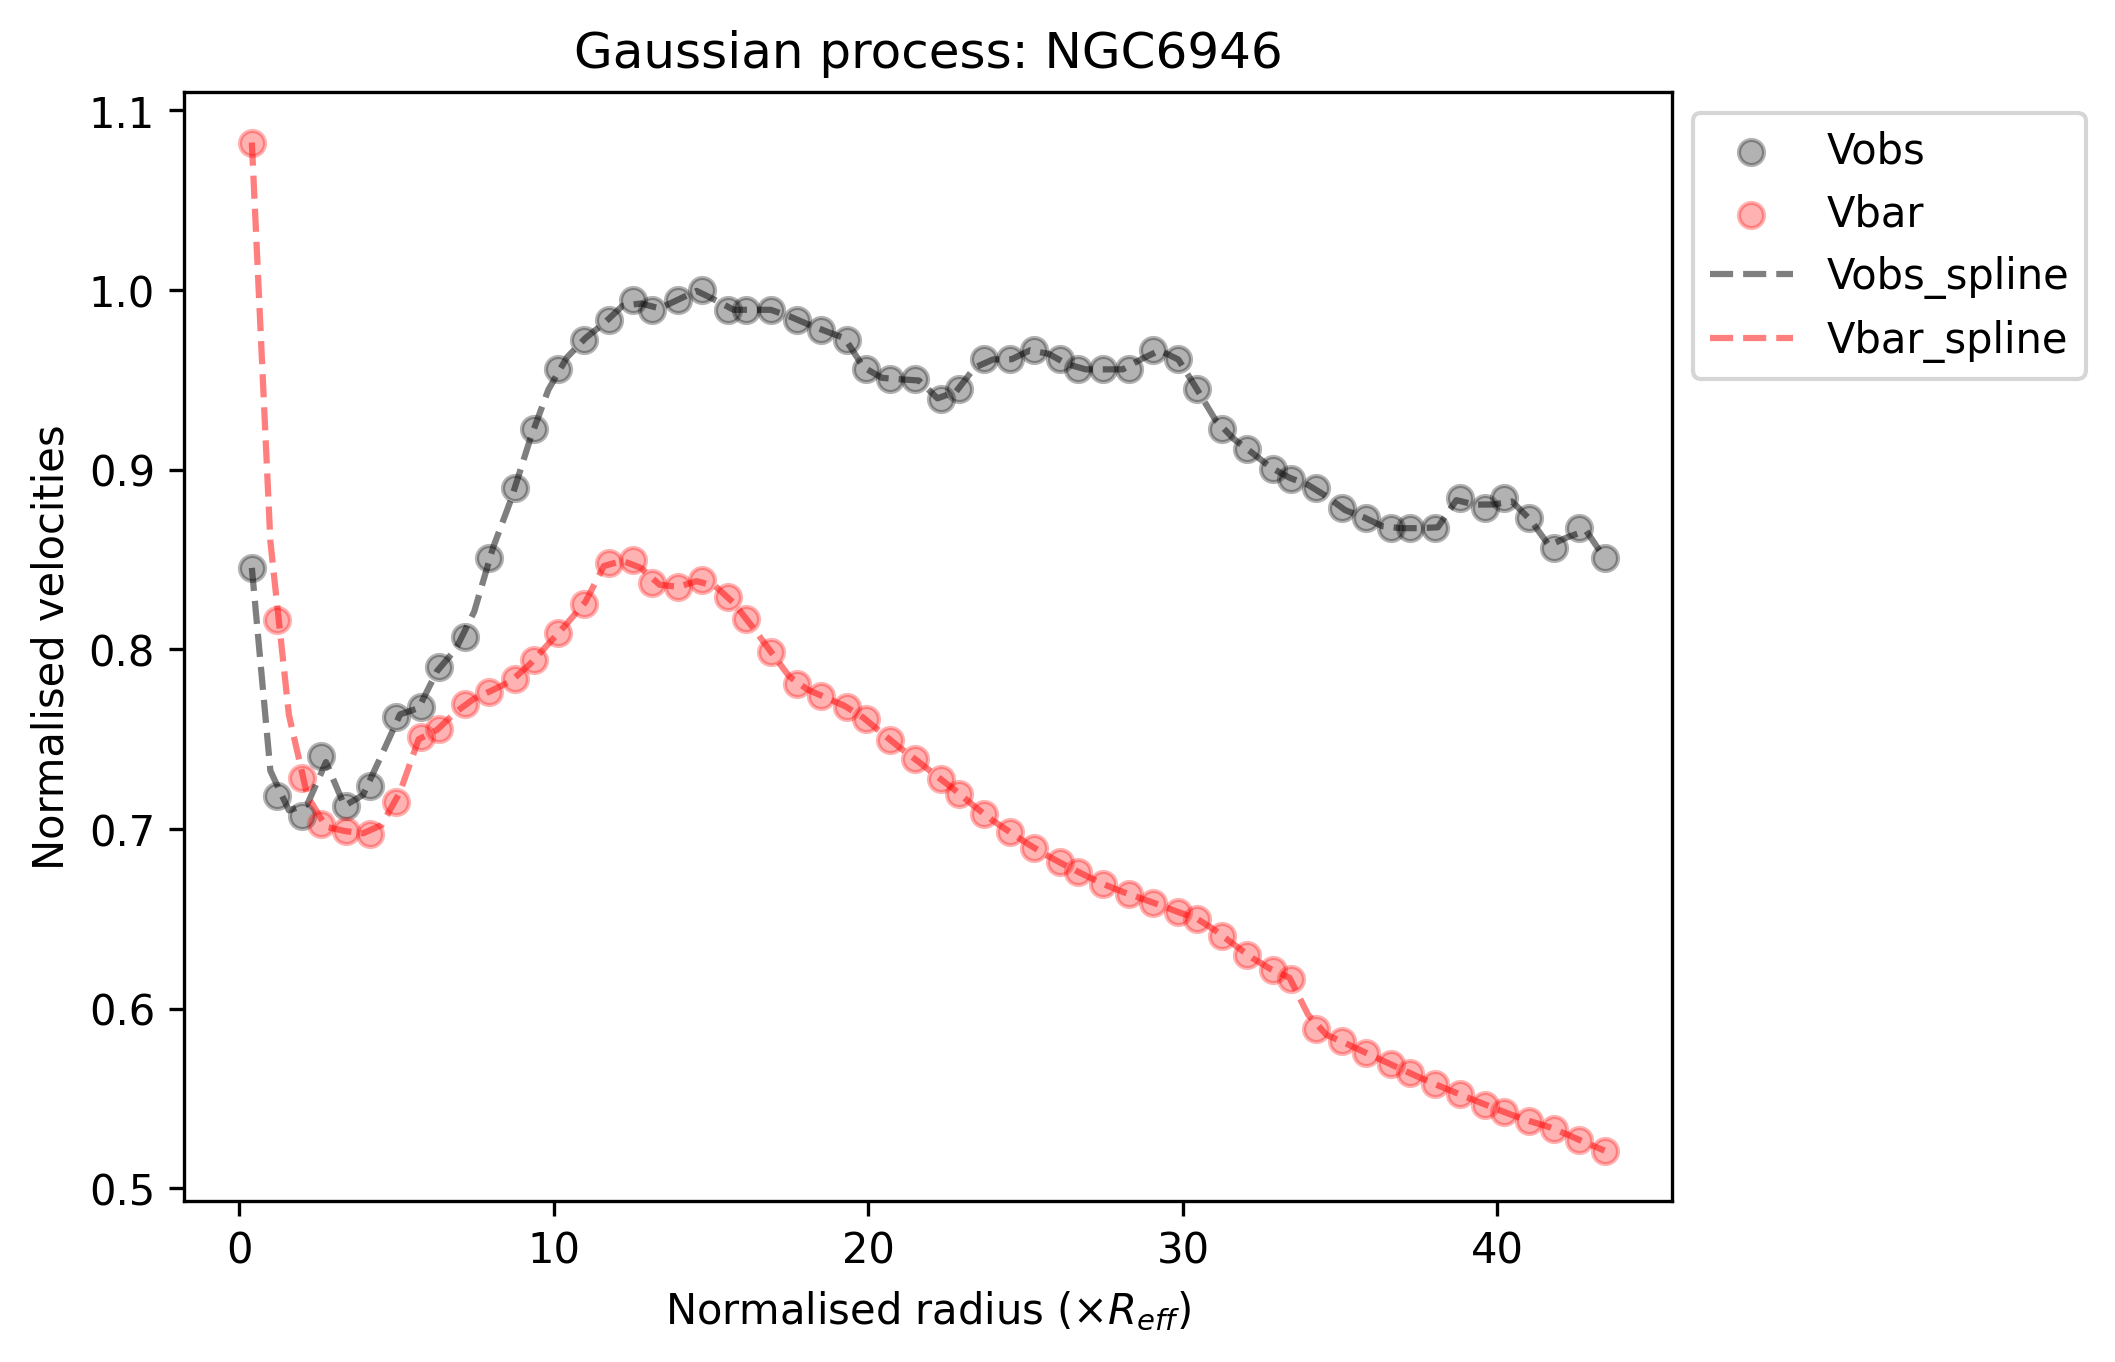 Gaussian process: NGC6946
1.1
1.0
0.9
0.8
0.7
0.6
0.5
Normalised velocities
0 10 20 30 40
Normalised radius (×R_eff)
Vobs
Vbar
Vobs_spline
Vbar_spline